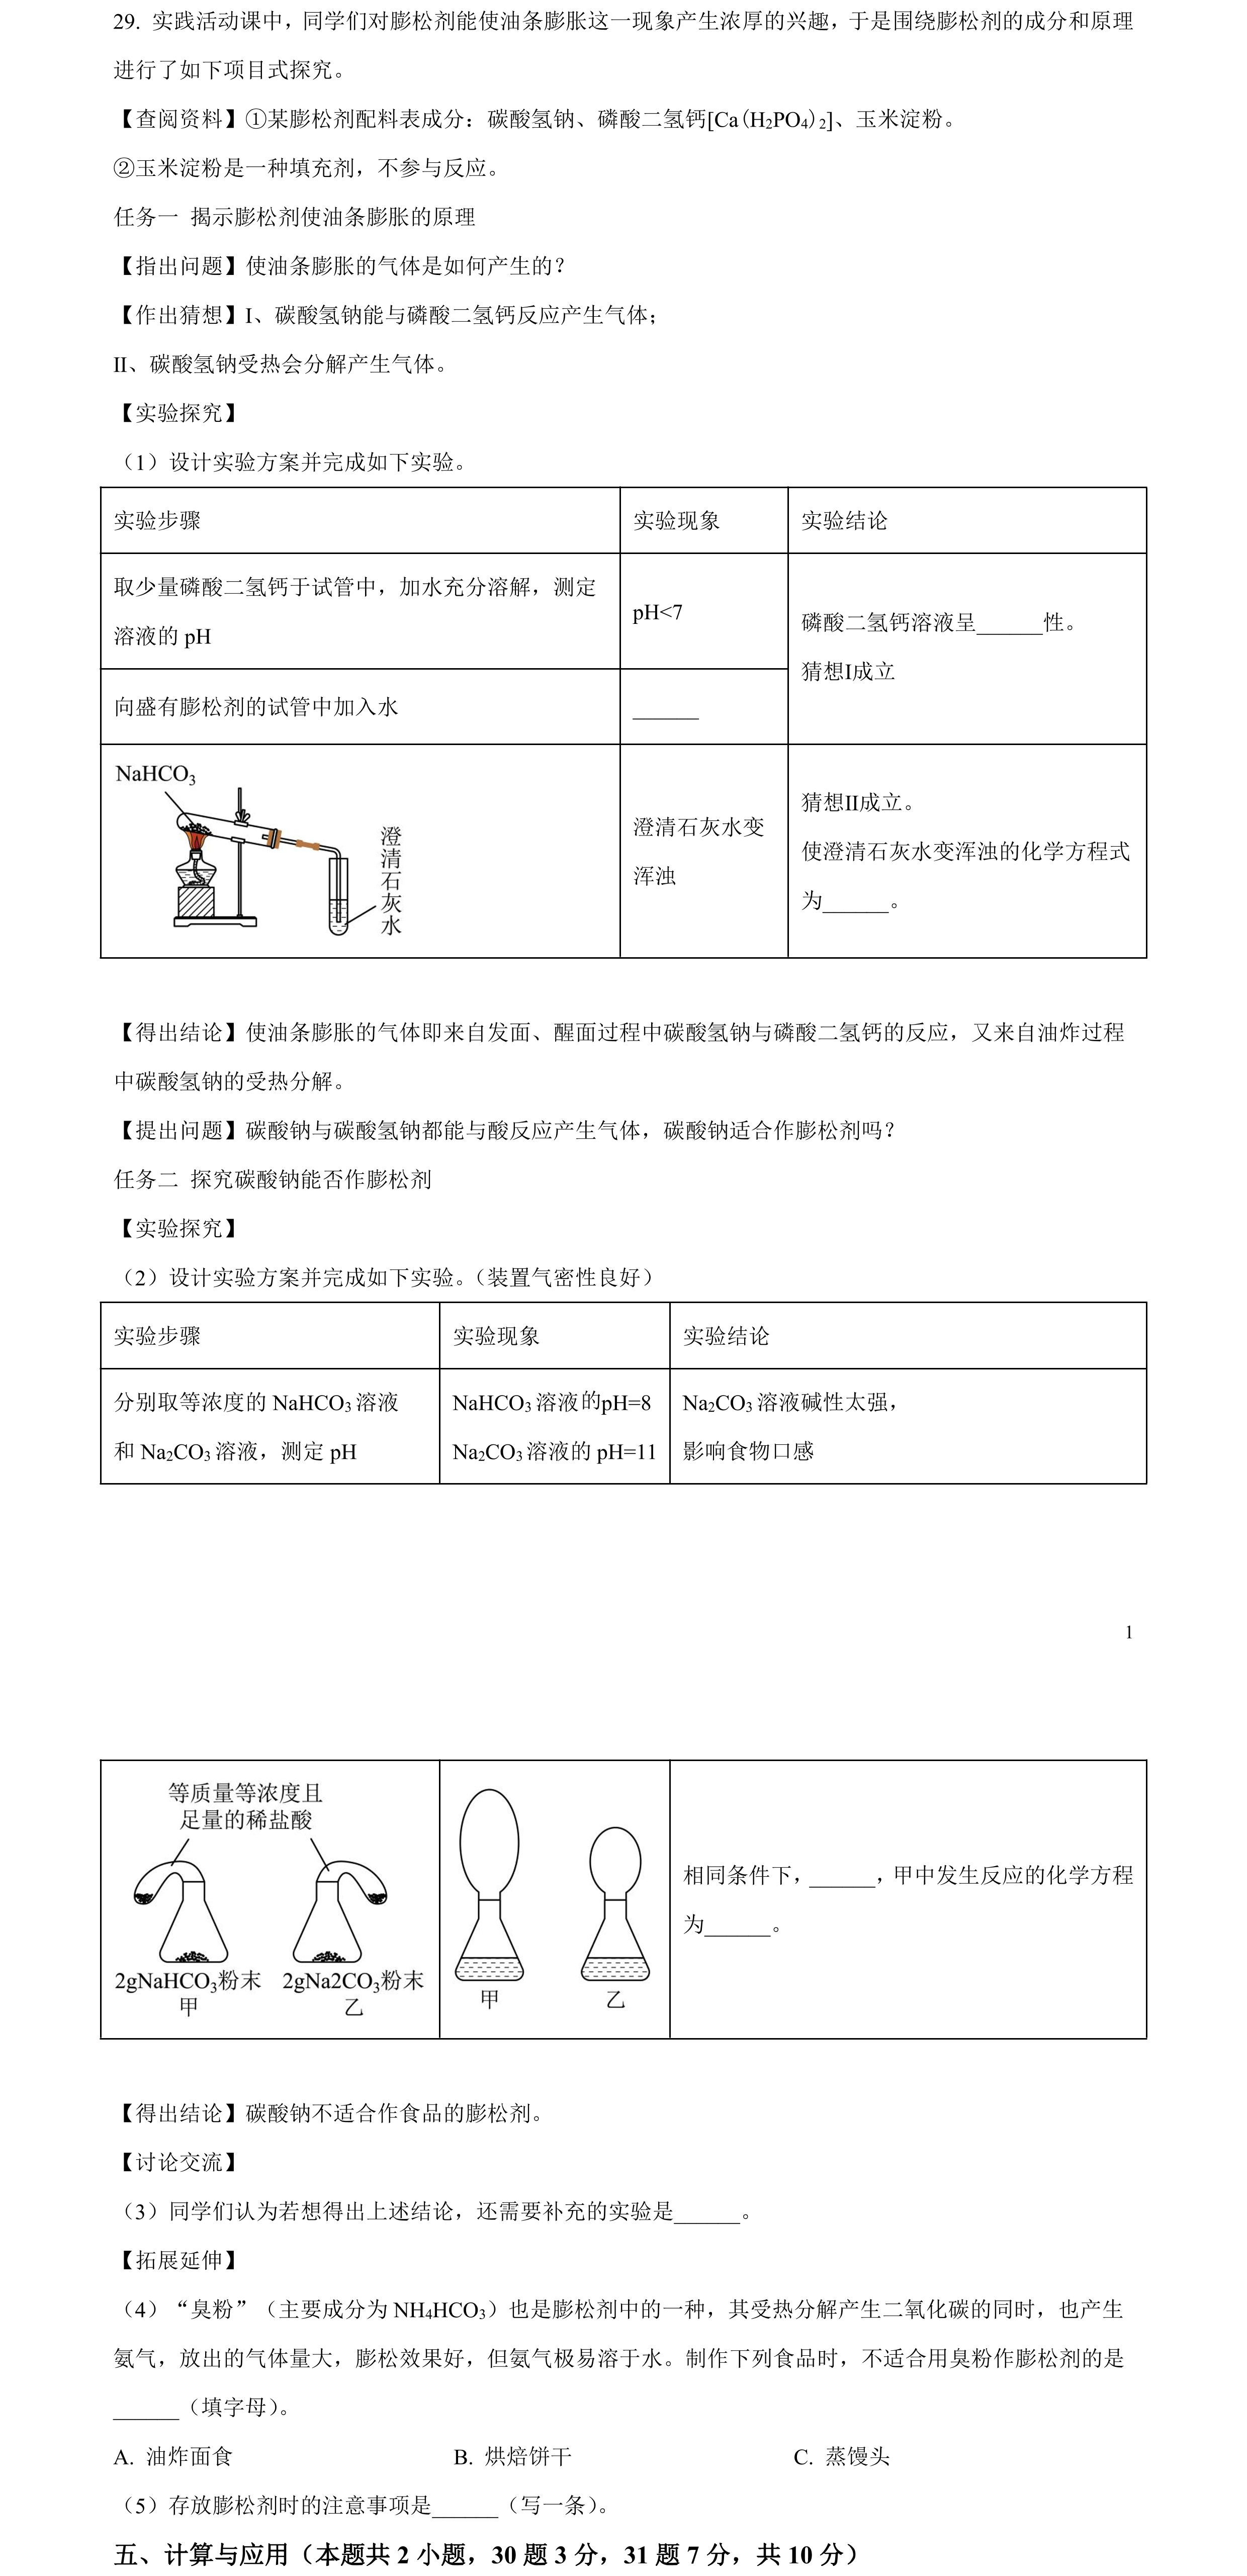 29. 实践活动课中，同学们对膨松剂能使油条膨胀这一现象产生浓厚的兴趣，于是围绕膨松剂的成分和原理
进行了如下项目式探究。
【查阅资料】①某膨松剂配料表成分：碳酸氢钠、磷酸二氢钙[Ca(H₂PO₄)₂]、玉米淀粉。
②玉米淀粉是一种填充剂，不参与反应。
任务一 揭示膨松剂使油条膨胀的原理
【指出问题】使油条膨胀的气体是如何产生的？
【作出猜想】I、碳酸氢钠能与磷酸二氢钙反应产生气体；
II、碳酸氢钠受热会分解产生气体。
【实验探究】
（1）设计实验方案并完成如下实验。
实验步骤 实验现象 实验结论
取少量磷酸二氢钙于试管中，加水充分溶解，测定
溶液的 pH
pH<7
磷酸二氢钙溶液呈______性。
猜想I成立
向盛有膨松剂的试管中加入水
______
NaHCO₃
澄清石灰水
澄清石灰水变
浑浊
猜想II成立。
使澄清石灰水变浑浊的化学方程式
为______。
【得出结论】使油条膨胀的气体即来自发面、醒面过程中碳酸氢钠与磷酸二氢钙的反应，又来自油炸过程
中碳酸氢钠的受热分解。
【提出问题】碳酸钠与碳酸氢钠都能与酸反应产生气体，碳酸钠适合作膨松剂吗？
任务二 探究碳酸钠能否作膨松剂
【实验探究】
（2）设计实验方案并完成如下实验。（装置气密性良好）
实验步骤 实验现象 实验结论
分别取等浓度的 NaHCO₃ 溶液
和 Na₂CO₃ 溶液，测定 pH
NaHCO₃ 溶液的pH=8
Na₂CO₃ 溶液的 pH=11
Na₂CO₃ 溶液碱性太强，
影响食物口感
1
等质量等浓度且
足量的稀盐酸
2gNaHCO₃粉末 2gNa2CO₃粉末
甲 乙
甲 乙
相同条件下，______，甲中发生反应的化学方程
为______。
【得出结论】碳酸钠不适合作食品的膨松剂。
【讨论交流】
（3）同学们认为若想得出上述结论，还需要补充的实验是______。
【拓展延伸】
（4）“臭粉”（主要成分为 NH₄HCO₃）也是膨松剂中的一种，其受热分解产生二氧化碳的同时，也产生
氨气，放出的气体量大，膨松效果好，但氨气极易溶于水。制作下列食品时，不适合用臭粉作膨松剂的是
______（填字母）。
A. 油炸面食 B. 烘焙饼干 C. 蒸馒头
（5）存放膨松剂时的注意事项是______（写一条）。
五、计算与应用（本题共 2 小题，30 题 3 分，31 题 7 分，共 10 分）